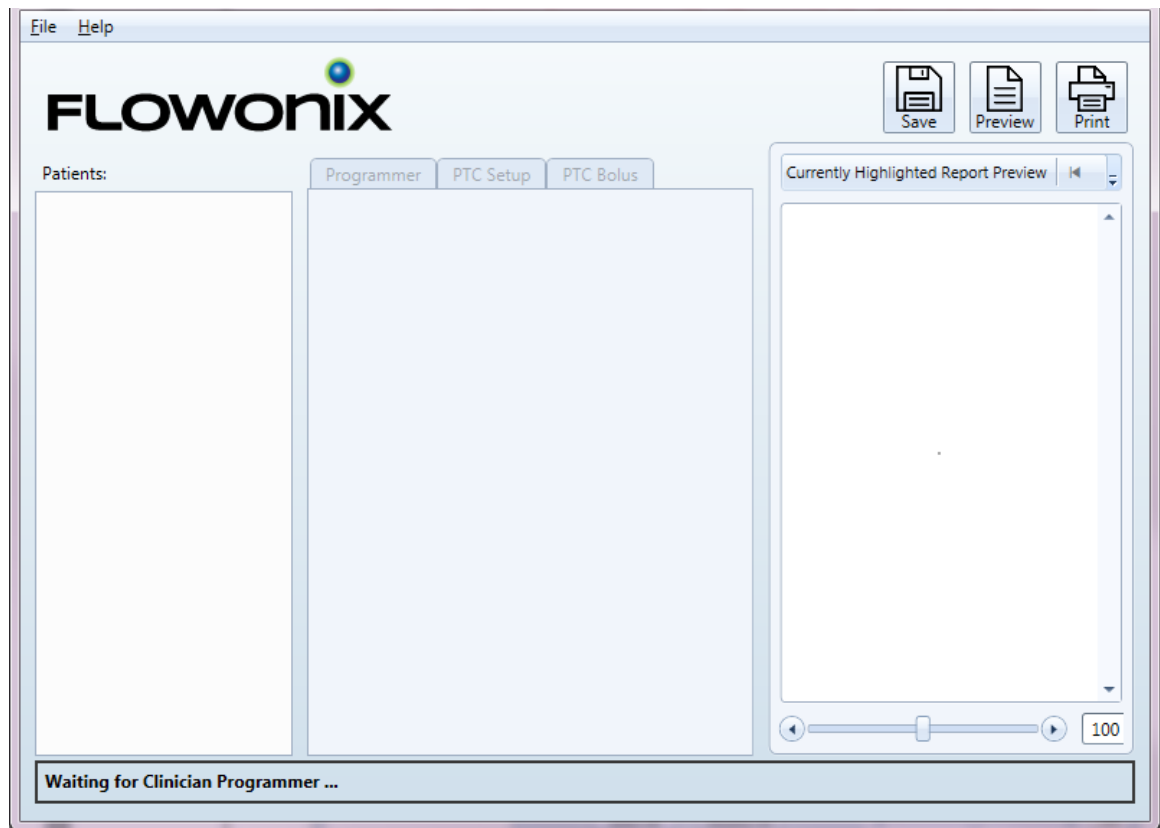 File Help
FLOWONIX
Save Preview Print
Patients:
Programmer PTC Setup PTC Bolus
Currently Highlighted Report Preview
100
Waiting for Clinician Programmer ...